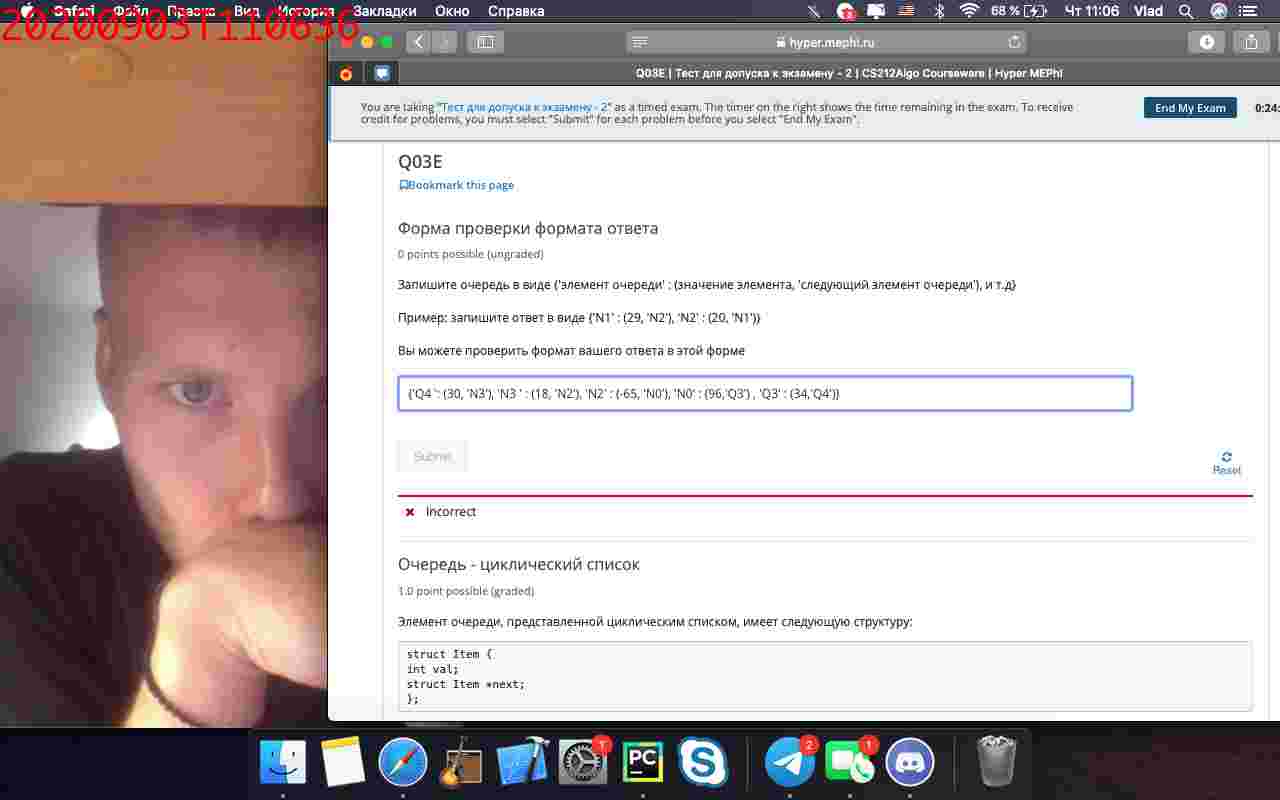 Safari Файл Правка Вид История Закладки Окно Справка 68 % Чт 11:06 Vlad
20200903T110636
hyper.mephi.ru
Q03E | Тест для допуска к экзамену - 2 | CS212Algo Courseware | Hyper MEPhI
You are taking "Тест для допуска к экзамену - 2" as a timed exam. The timer on the right shows the time remaining in the exam. To receive
credit for problems, you must select "Submit" for each problem before you select "End My Exam".
End My Exam
0:24:
Q03E
Bookmark this page
Форма проверки формата ответа
0 points possible (ungraded)
Запишите очередь в виде {'элемент очереди' : (значение элемента, 'следующий элемент очереди'), и т.д}
Пример: запишите ответ в виде {'N1' : (29, 'N2'), 'N2' : (20, 'N1')}
Вы можете проверить формат вашего ответа в этой форме
{'Q4 ': (30, 'N3'), 'N3 ' : (18, 'N2'), 'N2' : (-65, 'N0'), 'N0' : (96,'Q3') , 'Q3' : (34,'Q4')}
Submit
Reset
Incorrect
Очередь - циклический список
1.0 point possible (graded)
Элемент очереди, представленной циклическим списком, имеет следующую структуру:
struct Item {
int val;
struct Item *next;
};
1
PC
2
1